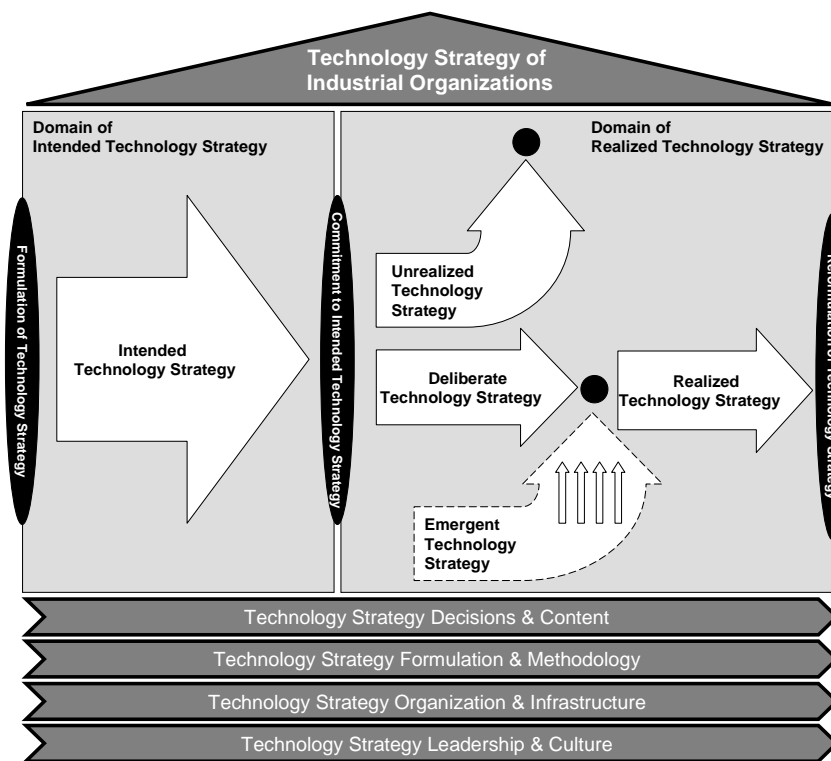 Technology Strategy of
Industrial Organizations
Domain of
Intended Technology Strategy
Domain of
Realized Technology Strategy
Formulation of Technology Strategy
Intended
Technology Strategy
Commitment to Intended Technology Strategy
Unrealized
Technology
Strategy
Deliberate
Technology Strategy
Realized
Technology Strategy
Emergent
Technology
Strategy
Technology Strategy Decisions & Content
Technology Strategy Formulation & Methodology
Technology Strategy Organization & Infrastructure
Technology Strategy Leadership & Culture